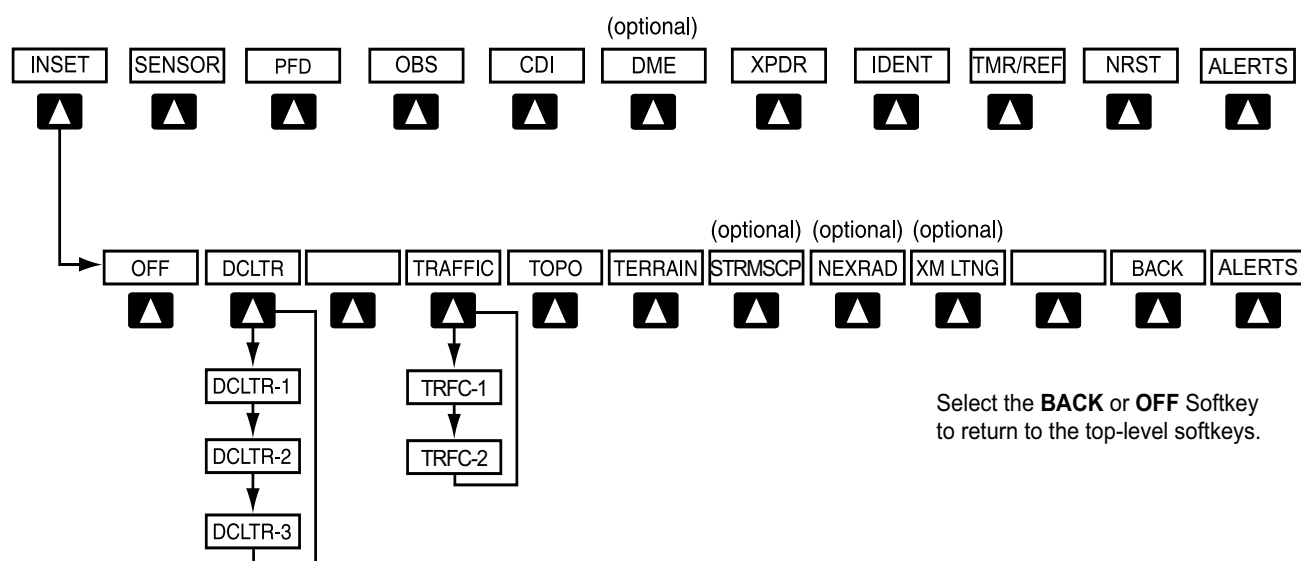 (optional)
INSET SENSOR PFD OBS CDI DME XPDR IDENT TMR/REF NRST ALERTS
(optional) (optional) (optional)
OFF DCLTR TRAFFIC TOPO TERRAIN STRMSCP NEXRAD XM LTNG BACK ALERTS
DCLTR-1 TRFC-1
DCLTR-2 TRFC-2
DCLTR-3
Select the BACK or OFF Softkey
to return to the top-level softkeys.